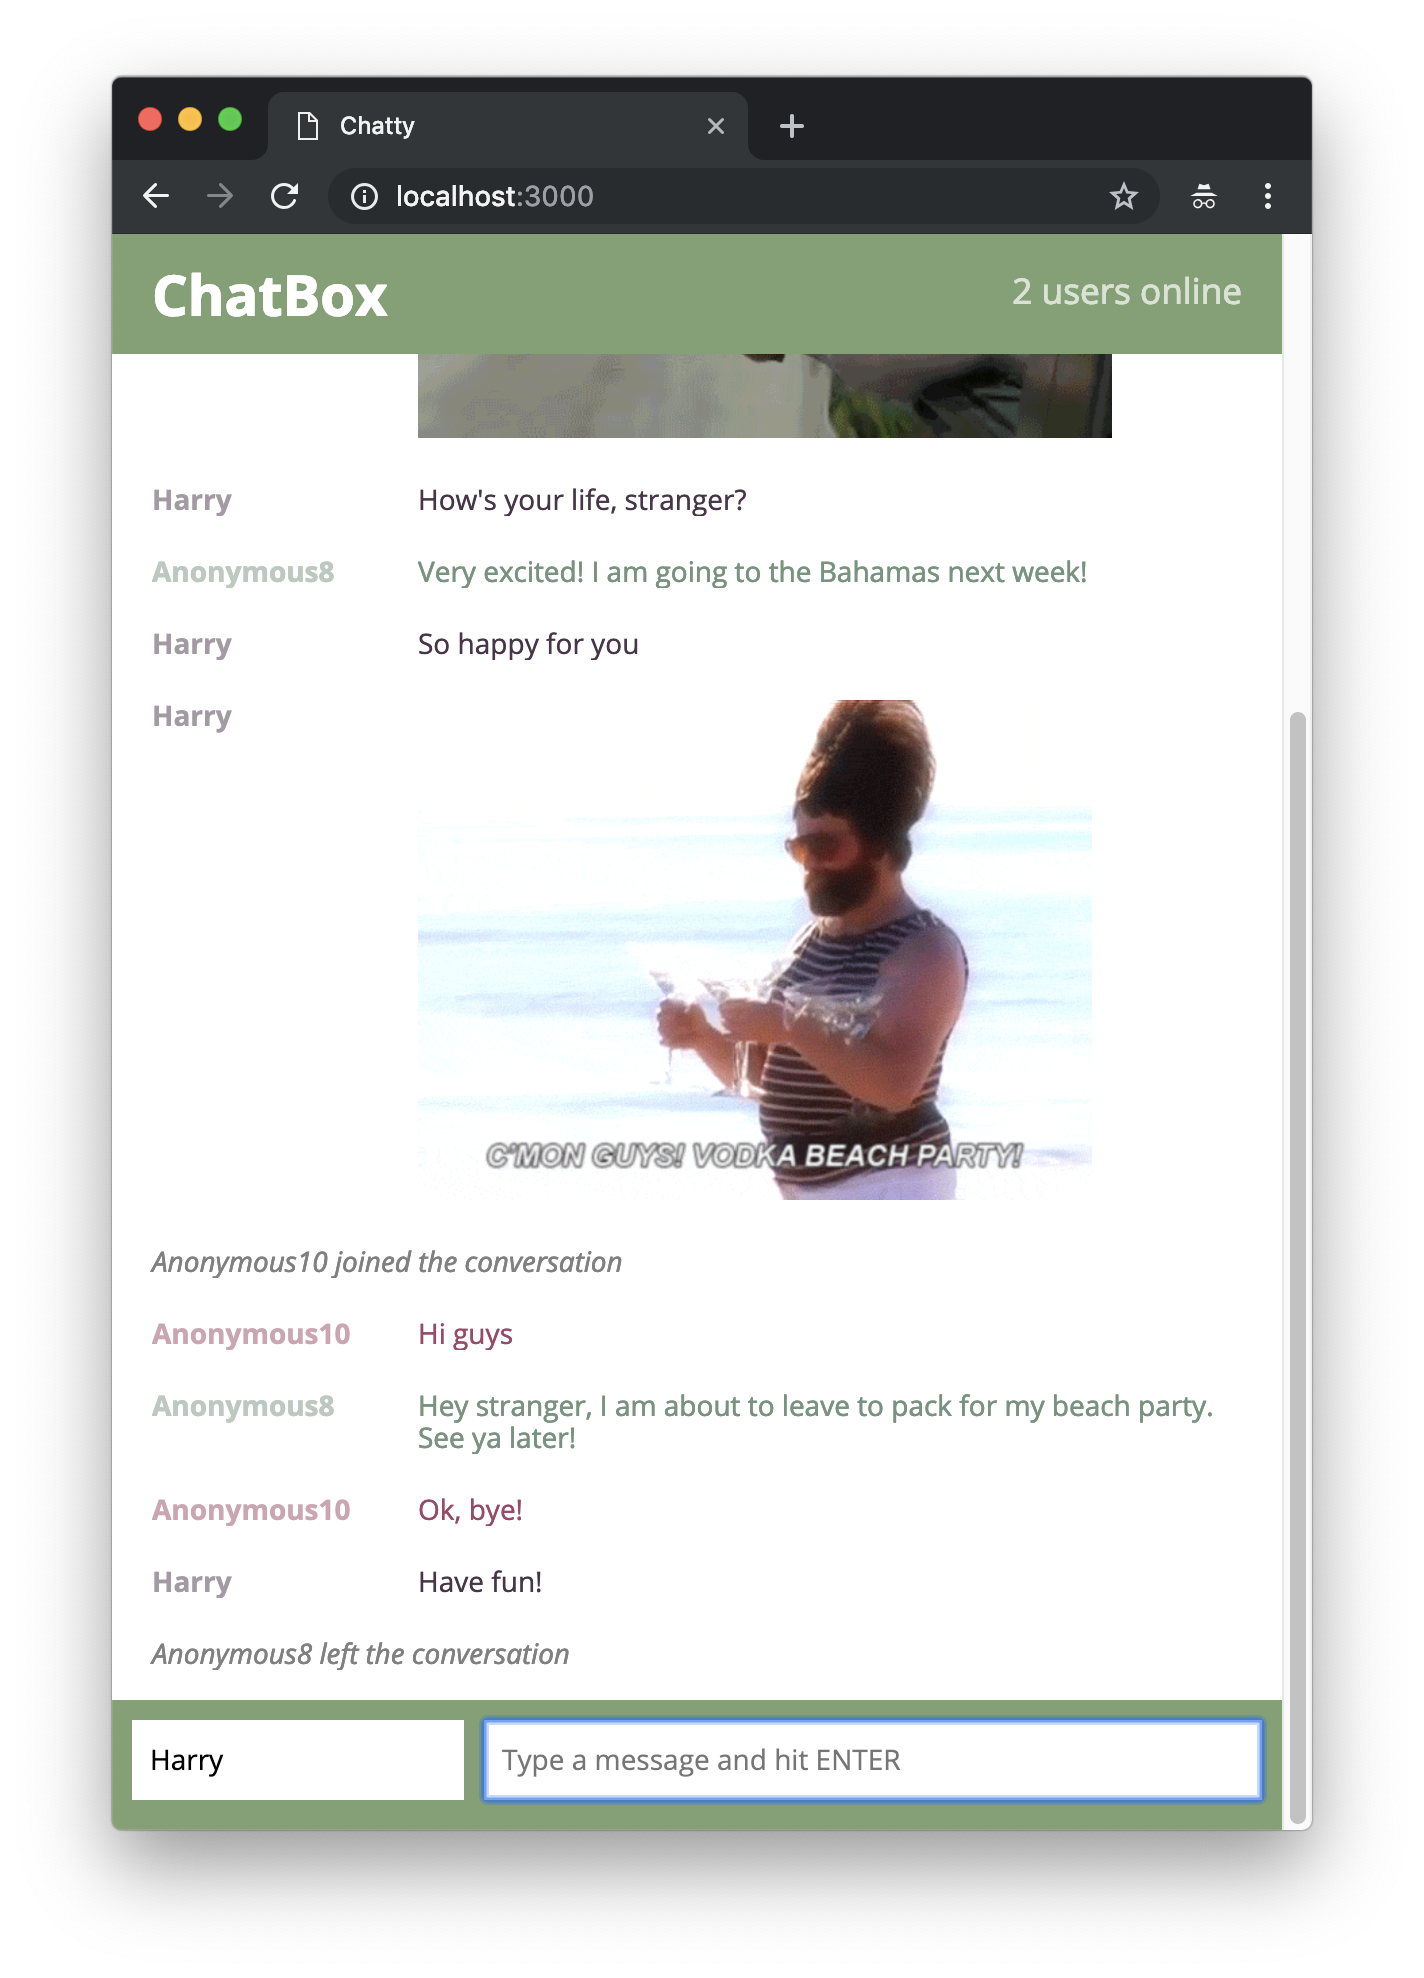 Chatty
localhost:3000
ChatBox
2 users online
Harry
How's your life, stranger?
Anonymous8
Very excited! I am going to the Bahamas next week!
Harry
So happy for you
Harry
C'MON GUYS! VODKA BEACH PARTY!
Anonymous10 joined the conversation
Anonymous10
Hi guys
Anonymous8
Hey stranger, I am about to leave to pack for my beach party.
See ya later!
Anonymous10
Ok, bye!
Harry
Have fun!
Anonymous8 left the conversation
Harry
Type a message and hit ENTER